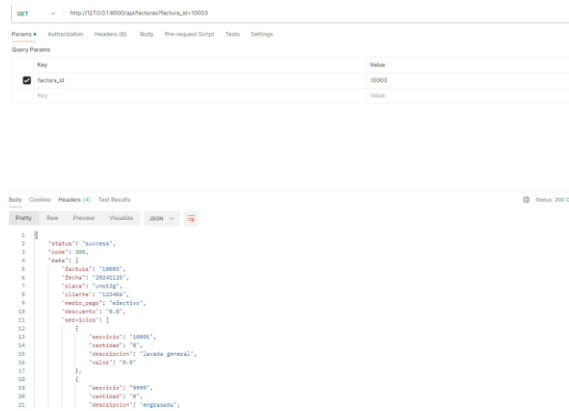 GET http://127.0.0.1:8000/api/facturas?factura_id=10003
Params Authorization Headers (6) Body Pre-request Script Tests Settings
Query Params
Key Value
factura_id 10003
Key Value
Body Cookies Headers (4) Test Results Status: 200 O
Pretty Raw Preview Visualize JSON
1 {
2 "status": "success",
3 "code": 200,
4 "data": {
5 "factura": "10003",
6 "fecha": "20241125",
7 "placa": "unv13g",
8 "cliente": "123456",
9 "medio_pago": "efectivo",
10 "descuento": "0.0",
11 "servicios": [
12 {
13 "servicio": "10001",
14 "cantidad": "0",
15 "descripcion": "lavada general",
16 "valor": "0.0"
17 },
18 {
19 "servicio": "9999",
20 "cantidad": "0",
21 "descripcion": "engrasada",